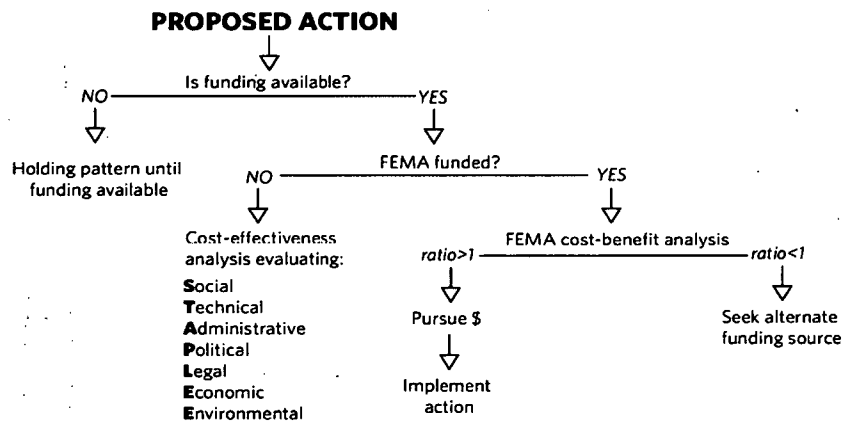 PROPOSED ACTION
Is funding available?
NO
YES
Holding pattern until
funding available
FEMA funded?
NO
YES
Cost-effectiveness
analysis evaluating:
Social
Technical
Administrative
Political
Legal
Economic
Environmental
FEMA cost-benefit analysis
ratio>1
ratio<1
Pursue $
Implement
action
Seek alternate
funding source